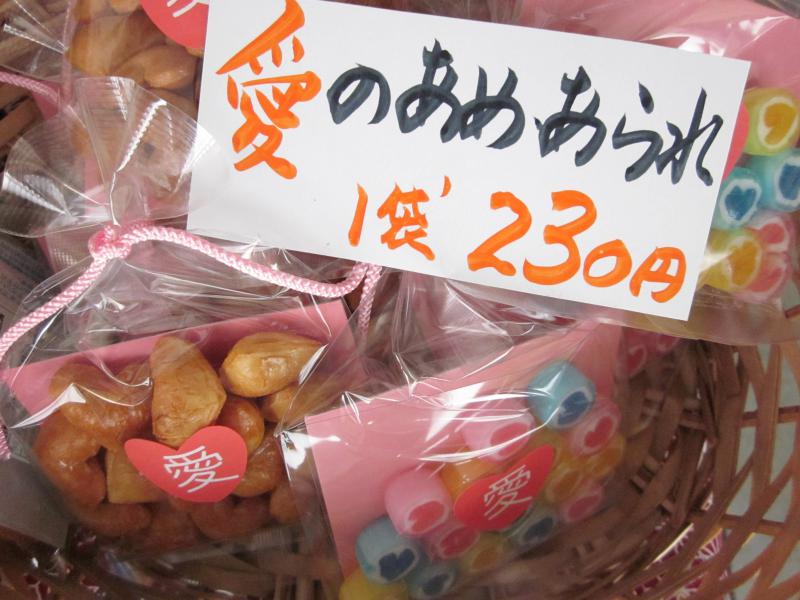 愛のあめ、あられ
1袋 230円
愛
愛